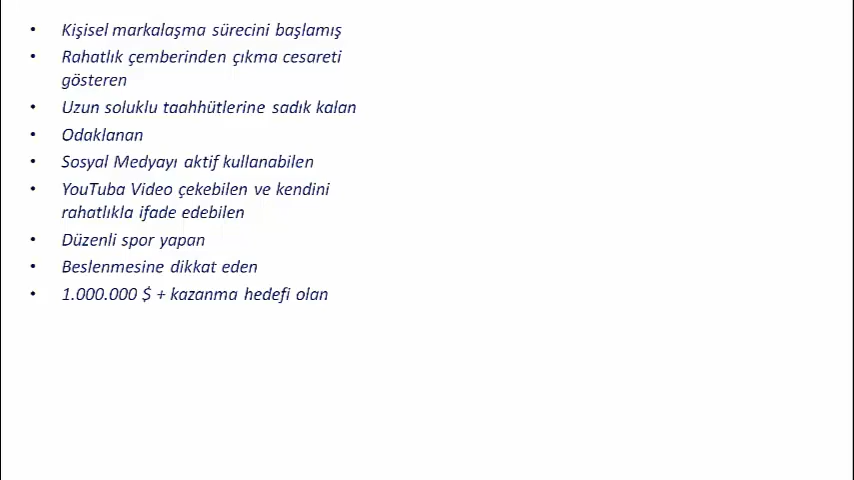 • Kişisel markalaşma sürecini başlamış
• Rahatlık çemberinden çıkma cesareti
gösteren
• Uzun soluklu taahhütlerine sadık kalan
• Odaklanan
• Sosyal Medyayı aktif kullanabilen
• YouTuba Video çekebilen ve kendini
rahatlıkla ifade edebilen
• Düzenli spor yapan
• Beslenmesine dikkat eden
• 1.000.000 $ + kazanma hedefi olan